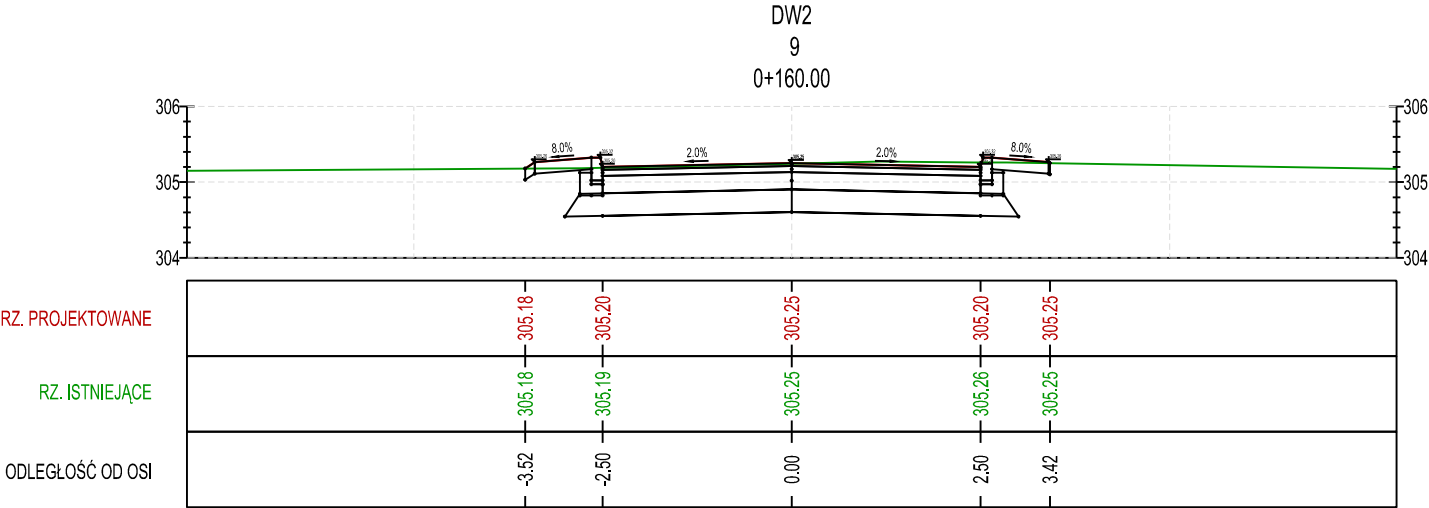 DW2
9
0+160.00
306 306
8.0% 2.0% 2.0% 8.0%
305 305
304 304
RZ. PROJEKTOWANE 305.18 305.20 305.25 305.20 305.25
RZ. ISTNIEJĄCE 305.18 305.19 305.25 305.26 305.25
ODLEGŁOŚĆ OD OSI -3.52 -2.50 0.00 2.50 3.42